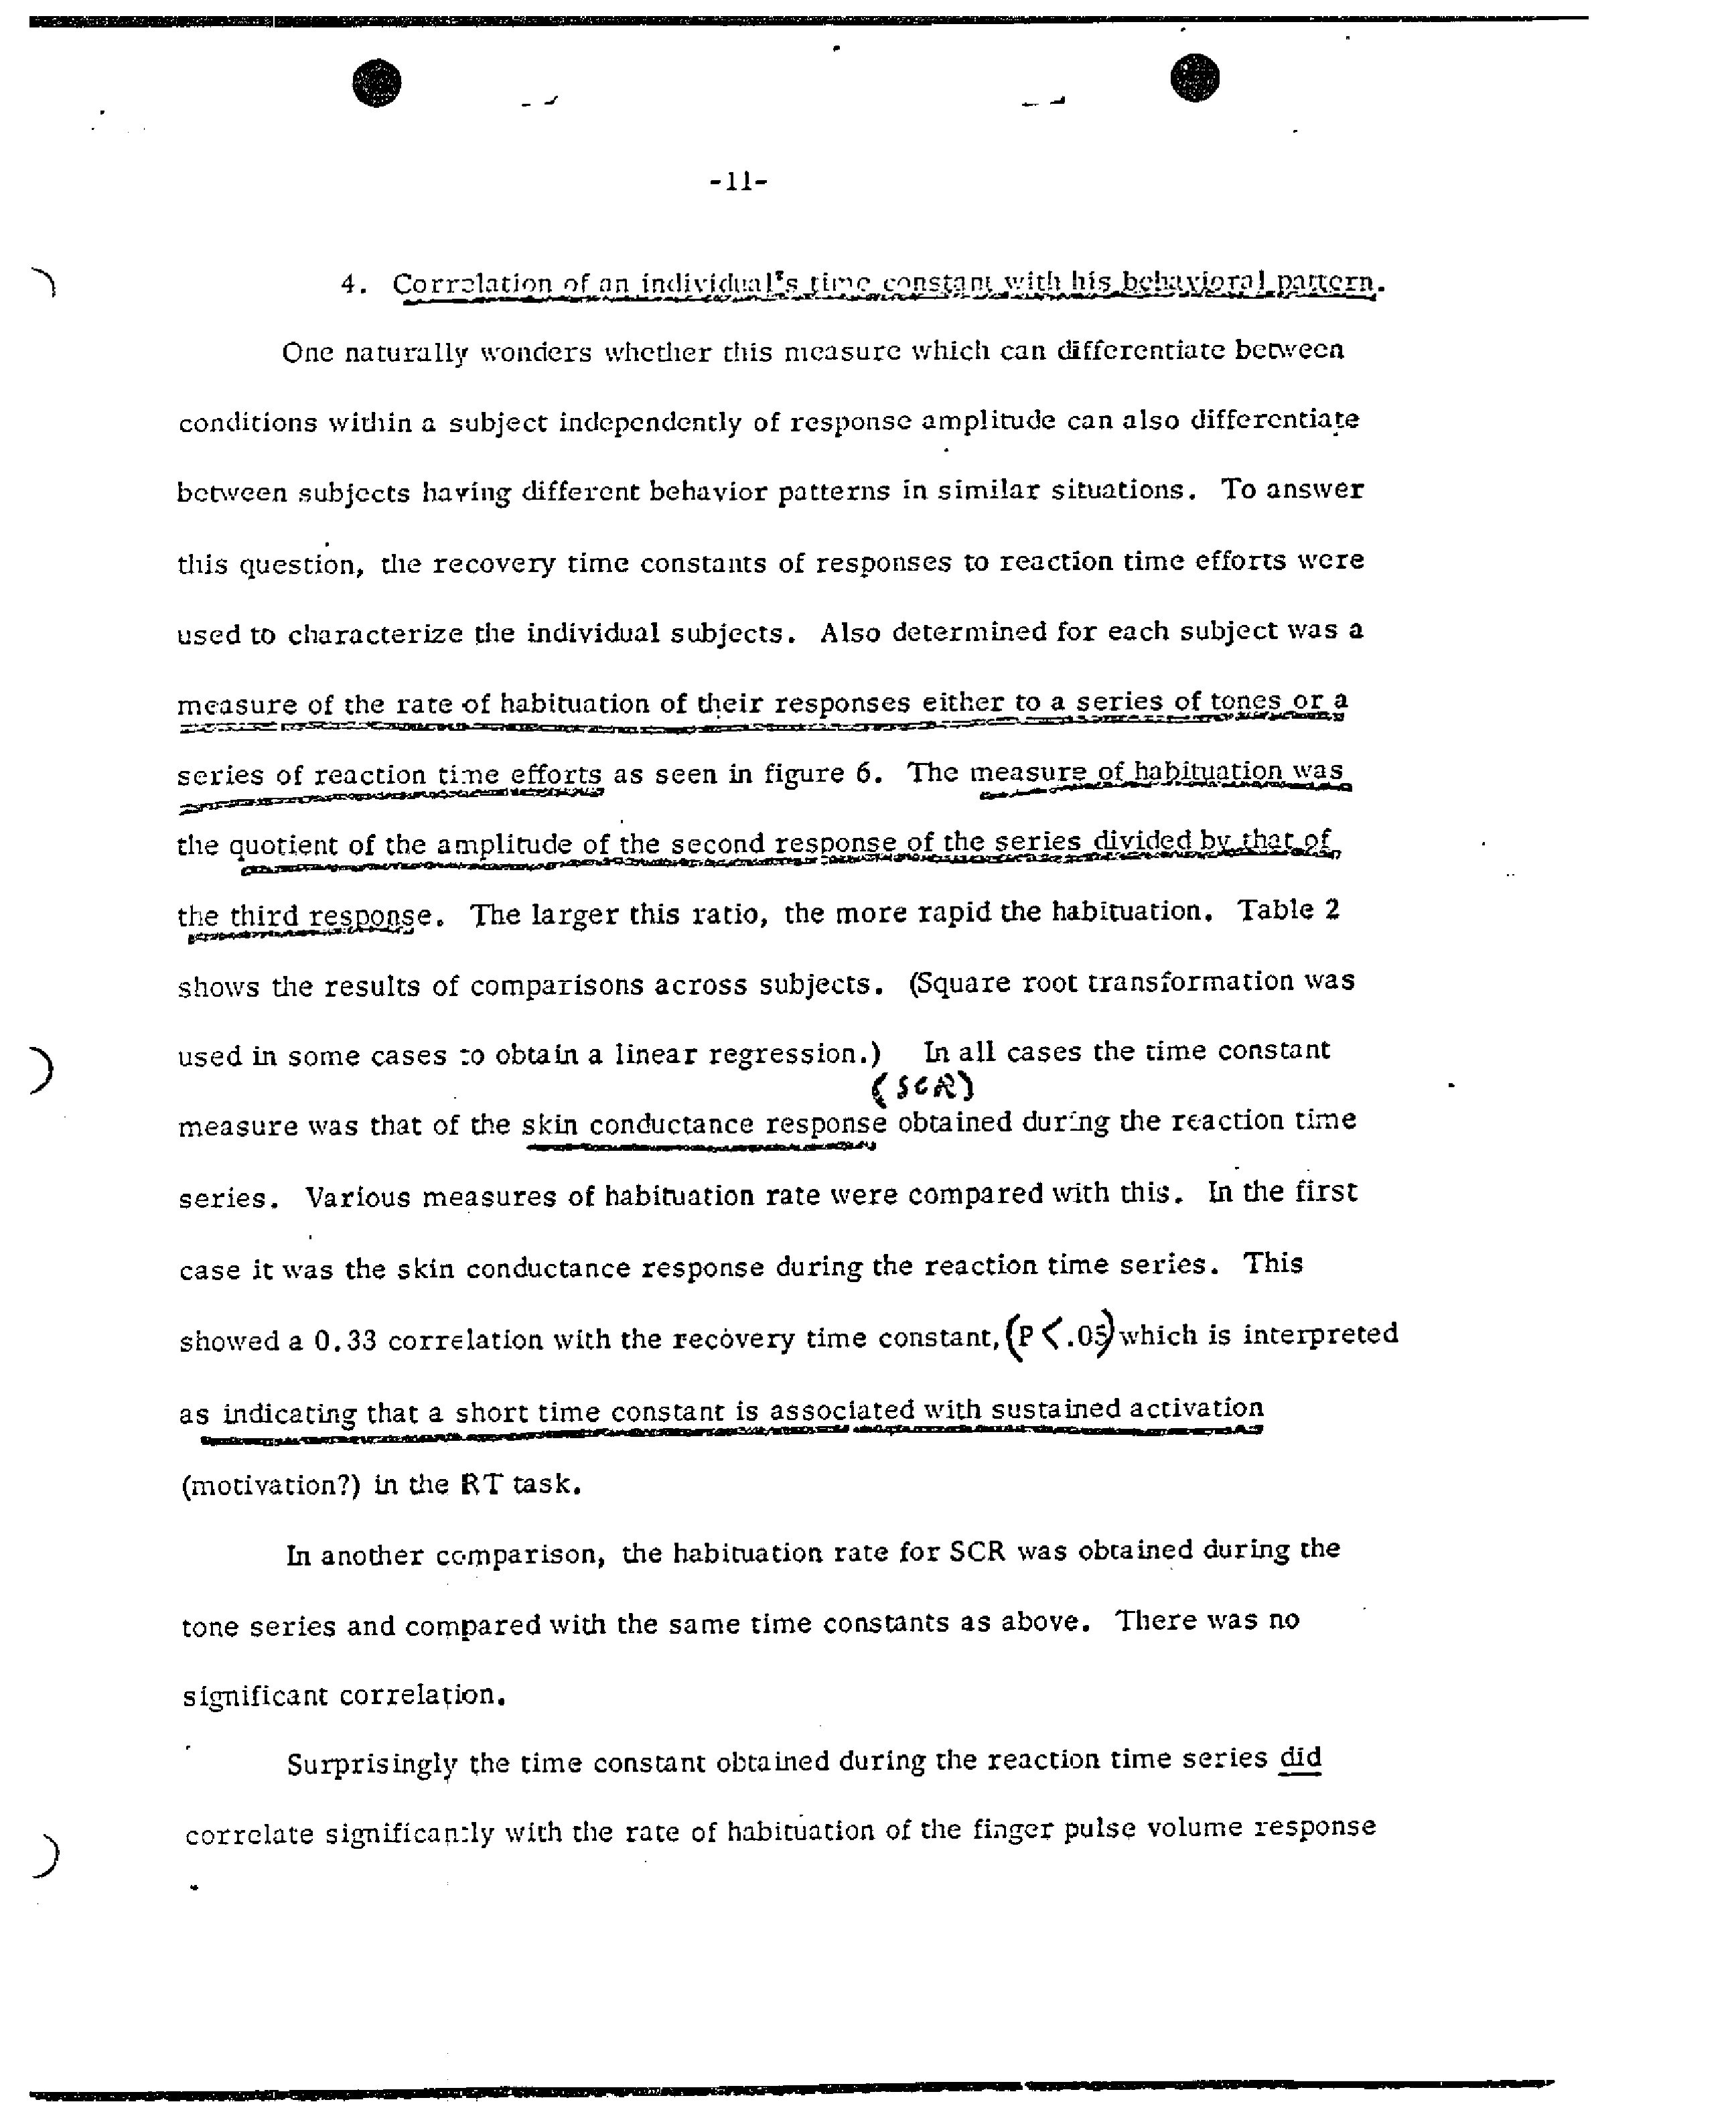 -11-
4. Correlation of an individual's time constant with his behavioral pattern.
One naturally wonders whether this measure which can differentiate between
conditions within a subject independently of response amplitude can also differentiate
between subjects having different behavior patterns in similar situations. To answer
this question, the recovery time constants of responses to reaction time efforts were
used to characterize the individual subjects. Also determined for each subject was a
measure of the rate of habituation of their responses either to a series of tones or a
series of reaction time efforts as seen in figure 6. The measure of habituation was
the quotient of the amplitude of the second response of the series divided by that of
the third response. The larger this ratio, the more rapid the habituation. Table 2
shows the results of comparisons across subjects. (Square root transformation was
used in some cases to obtain a linear regression.) In all cases the time constant
(SCR)
measure was that of the skin conductance response obtained during the reaction time
series. Various measures of habituation rate were compared with this. In the first
case it was the skin conductance response during the reaction time series. This
showed a 0.33 correlation with the recovery time constant, (P < .05) which is interpreted
as indicating that a short time constant is associated with sustained activation
(motivation?) in the RT task.
In another comparison, the habituation rate for SCR was obtained during the
tone series and compared with the same time constants as above. There was no
significant correlation.
Surprisingly the time constant obtained during the reaction time series did
correlate significantly with the rate of habituation of the finger pulse volume response